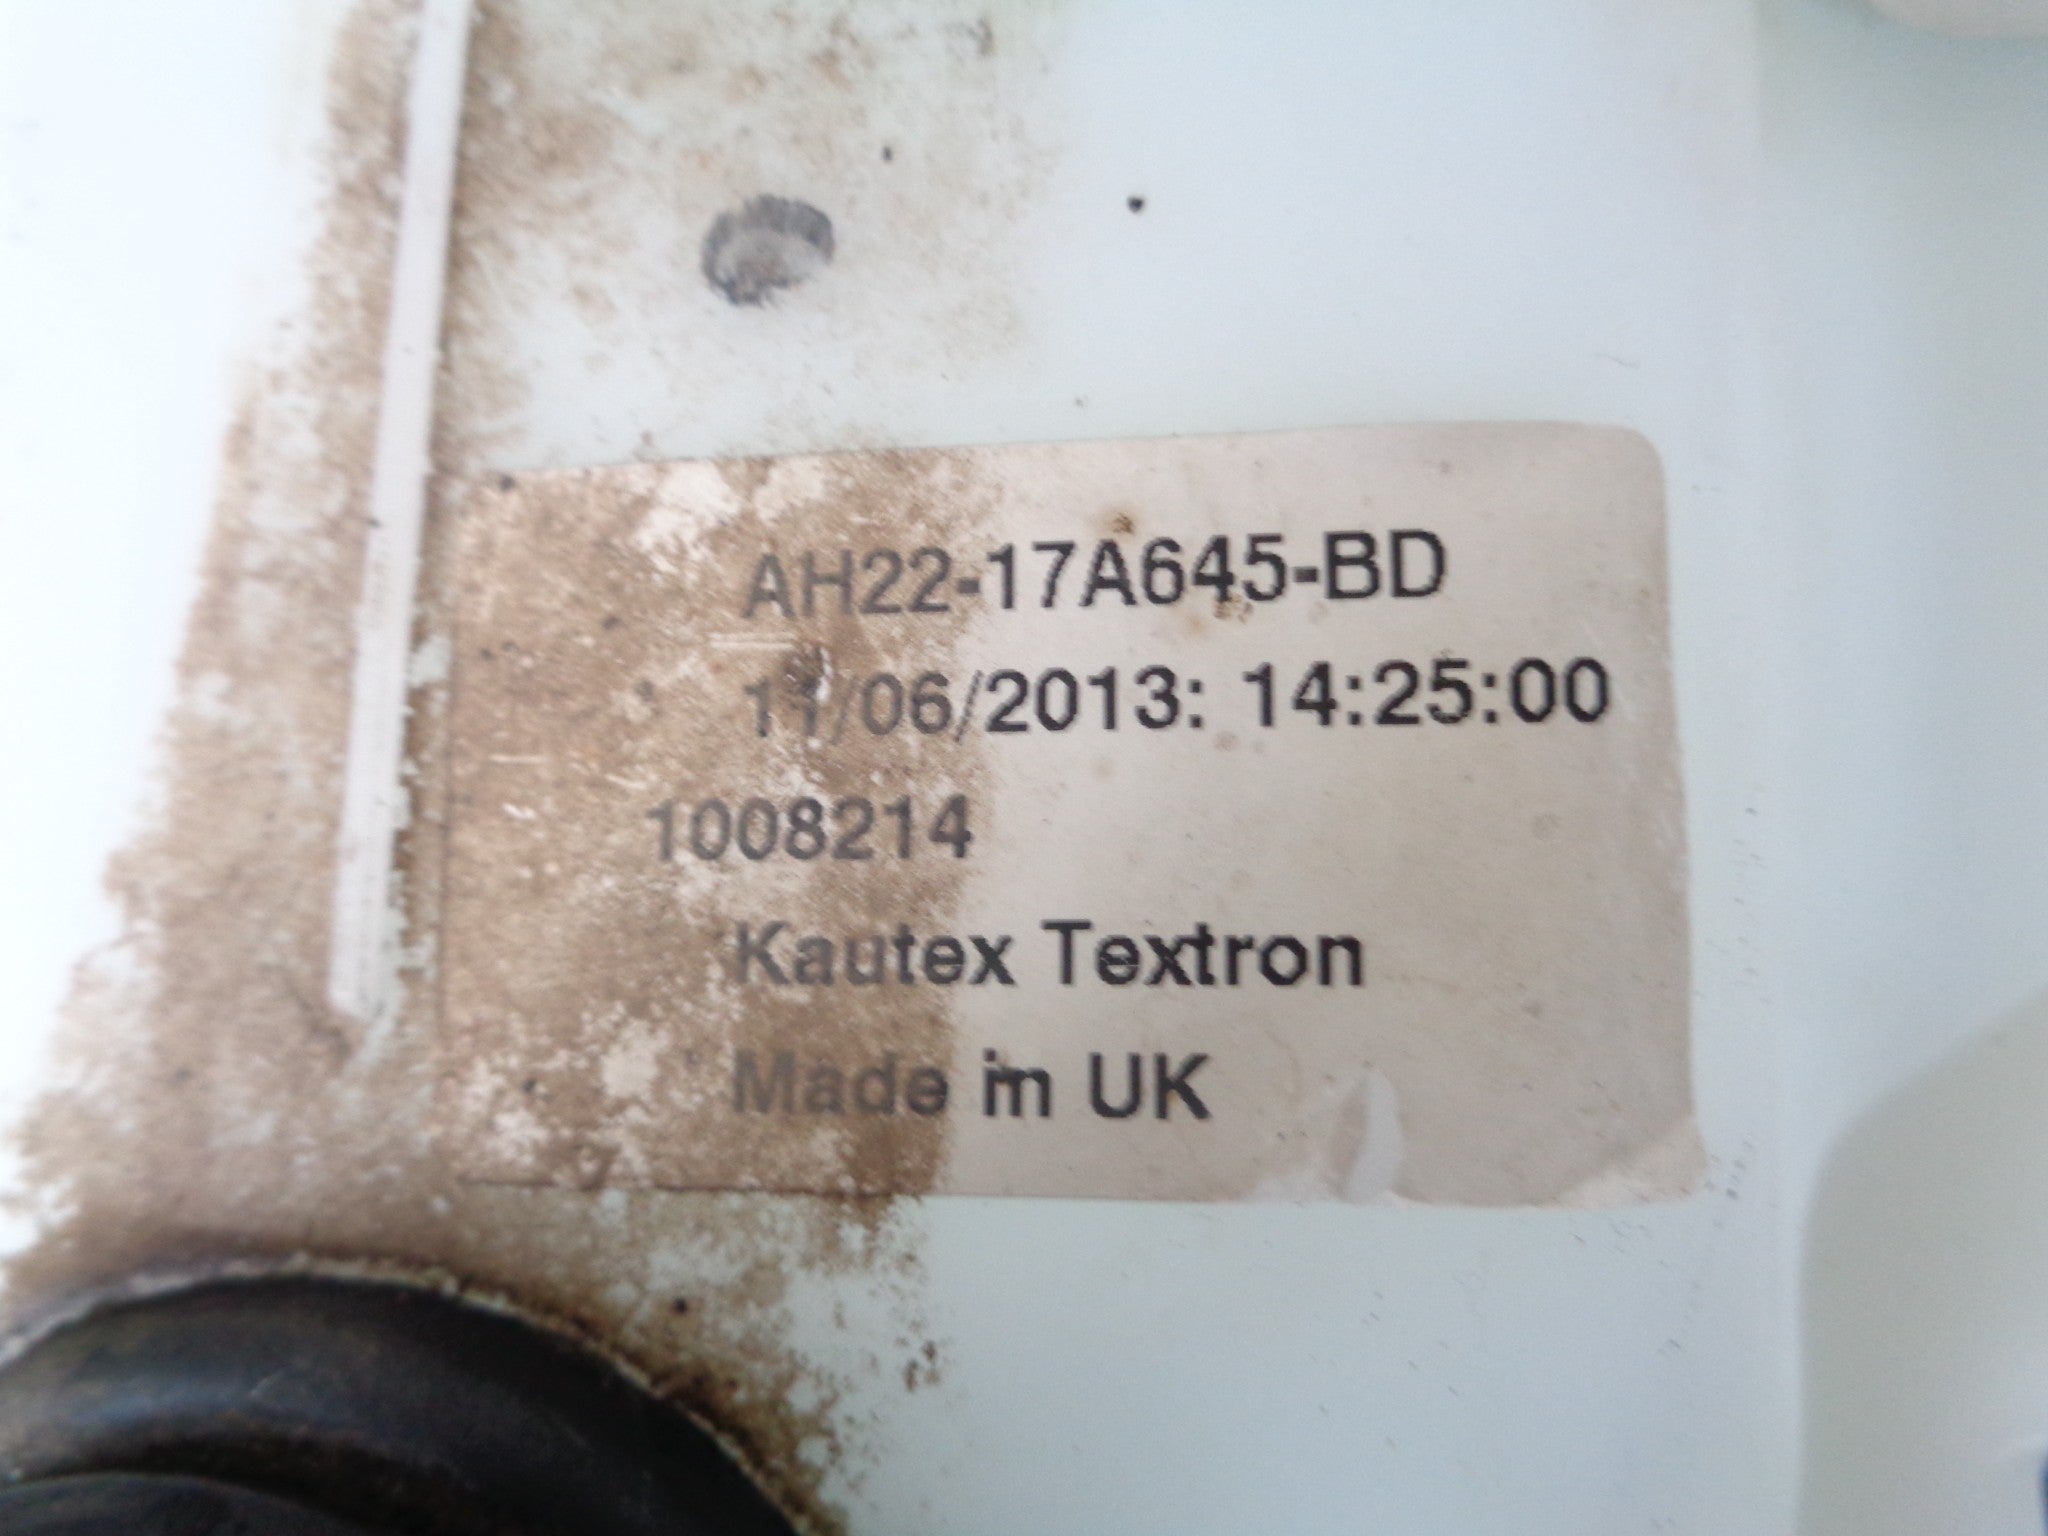 AH22-17A645-BD
11/06/2013: 14:25:00
1008214
Kautex Textron
Made in UK